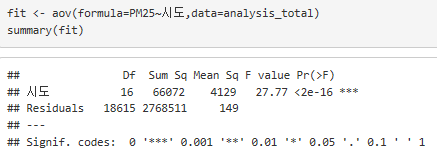 fit <- aov(formula=PM25~시도,data=analysis_total)
summary(fit)
##                Df  Sum Sq Mean Sq F value Pr(>F)
## 시도           16   66072    4129   27.77 <2e-16 ***
## Residuals   18615 2768511     149
## ---
## Signif. codes:  0 '***' 0.001 '**' 0.01 '*' 0.05 '.' 0.1 ' ' 1